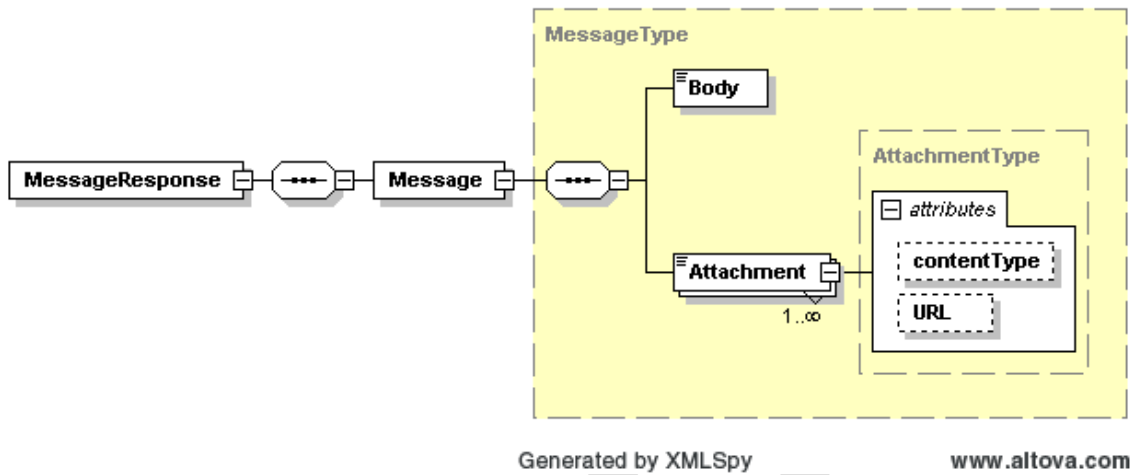 MessageType
Body
AttachmentType
MessageResponse
Message
attributes
contentType
Attachment
URL
1..∞
Generated by XMLSpy
www.altova.com